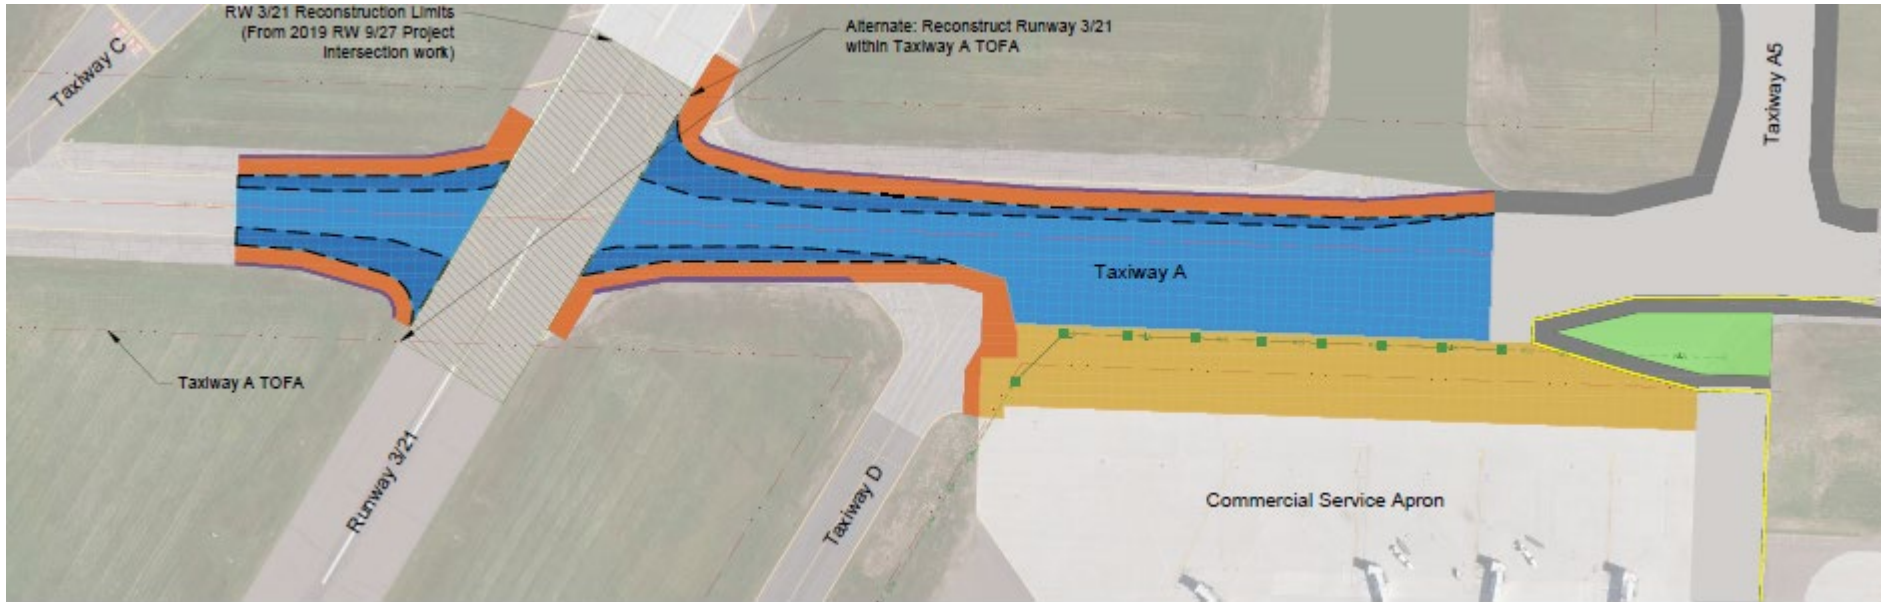 RW 3/21 Reconstruction Limits
(From 2019 RW 9/27 Project
Intersection work)
Alternate: Reconstruct Runway 3/21
within Taxiway A TOFA
Taxiway C
Taxiway A5
Taxiway A
Taxiway A TOFA
Runway 3/21
Taxiway D
Commercial Service Apron